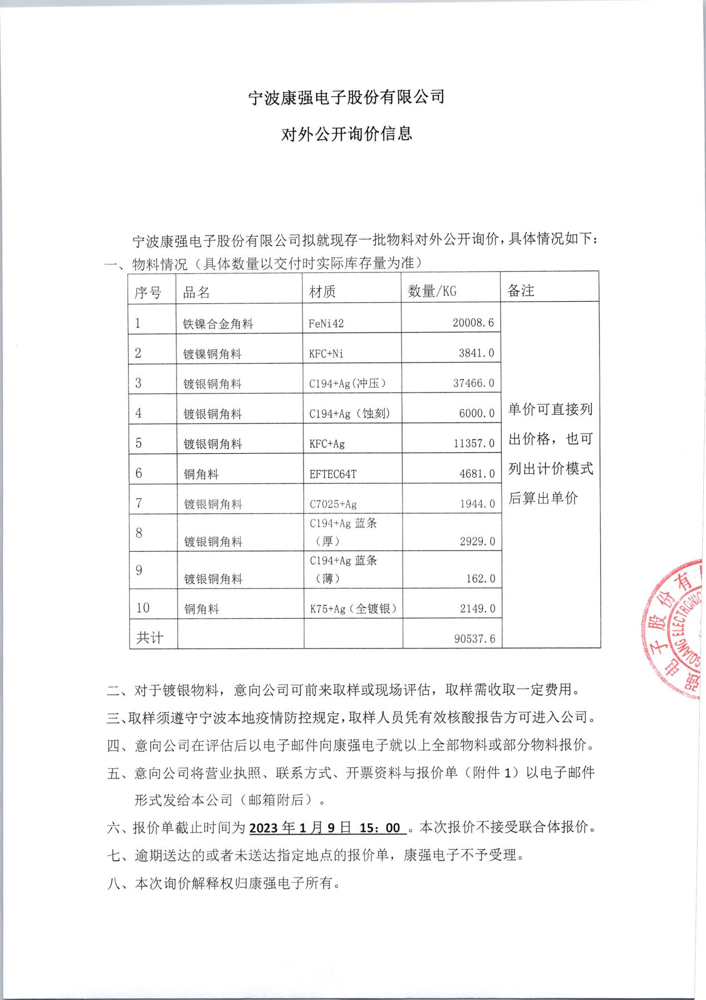 宁波康强电子股份有限公司
对外公开询价信息
宁波康强电子股份有限公司拟就现存一批物料对外公开询价，具体情况如下：
一、物料情况（具体数量以交付时实际库存量为准）
序号 品名 材质 数量/KG 备注
1 铁镍合金角料 FeNi42 20008.6
2 镀镍铜角料 KFC+Ni 3841.0
3 镀银铜角料 C194+Ag(冲压） 37466.0
4 镀银铜角料 C194+Ag（蚀刻) 6000.0
5 镀银铜角料 KFC+Ag 11357.0
6 铜角料 EFTEC64T 4681.0
7 镀银铜角料 C7025+Ag 1944.0
8 镀银铜角料 C194+Ag 蓝条
（厚） 2929.0
9 镀银铜角料 C194+Ag 蓝条
（薄） 162.0
10 铜角料 K75+Ag（全镀银） 2149.0
共计 90537.6
单价可直接列
出价格，也可
列出计价模式
后算出单价
二、对于镀银物料，意向公司可前来取样或现场评估，取样需收取一定费用。
三、取样须遵守宁波本地疫情防控规定，取样人员凭有效核酸报告方可进入公司。
四、意向公司在评估后以电子邮件向康强电子就以上全部物料或部分物料报价。
五、意向公司将营业执照、联系方式、开票资料与报价单（附件 1）以电子邮件
形式发给本公司（邮箱附后）。
六、报价单截止时间为 2023 年 1 月 9 日 15：00 。本次报价不接受联合体报价。
七、逾期送达的或者未送达指定地点的报价单，康强电子不予受理。
八、本次询价解释权归康强电子所有。
强电子股份有
GQIANG ELECTRONIC